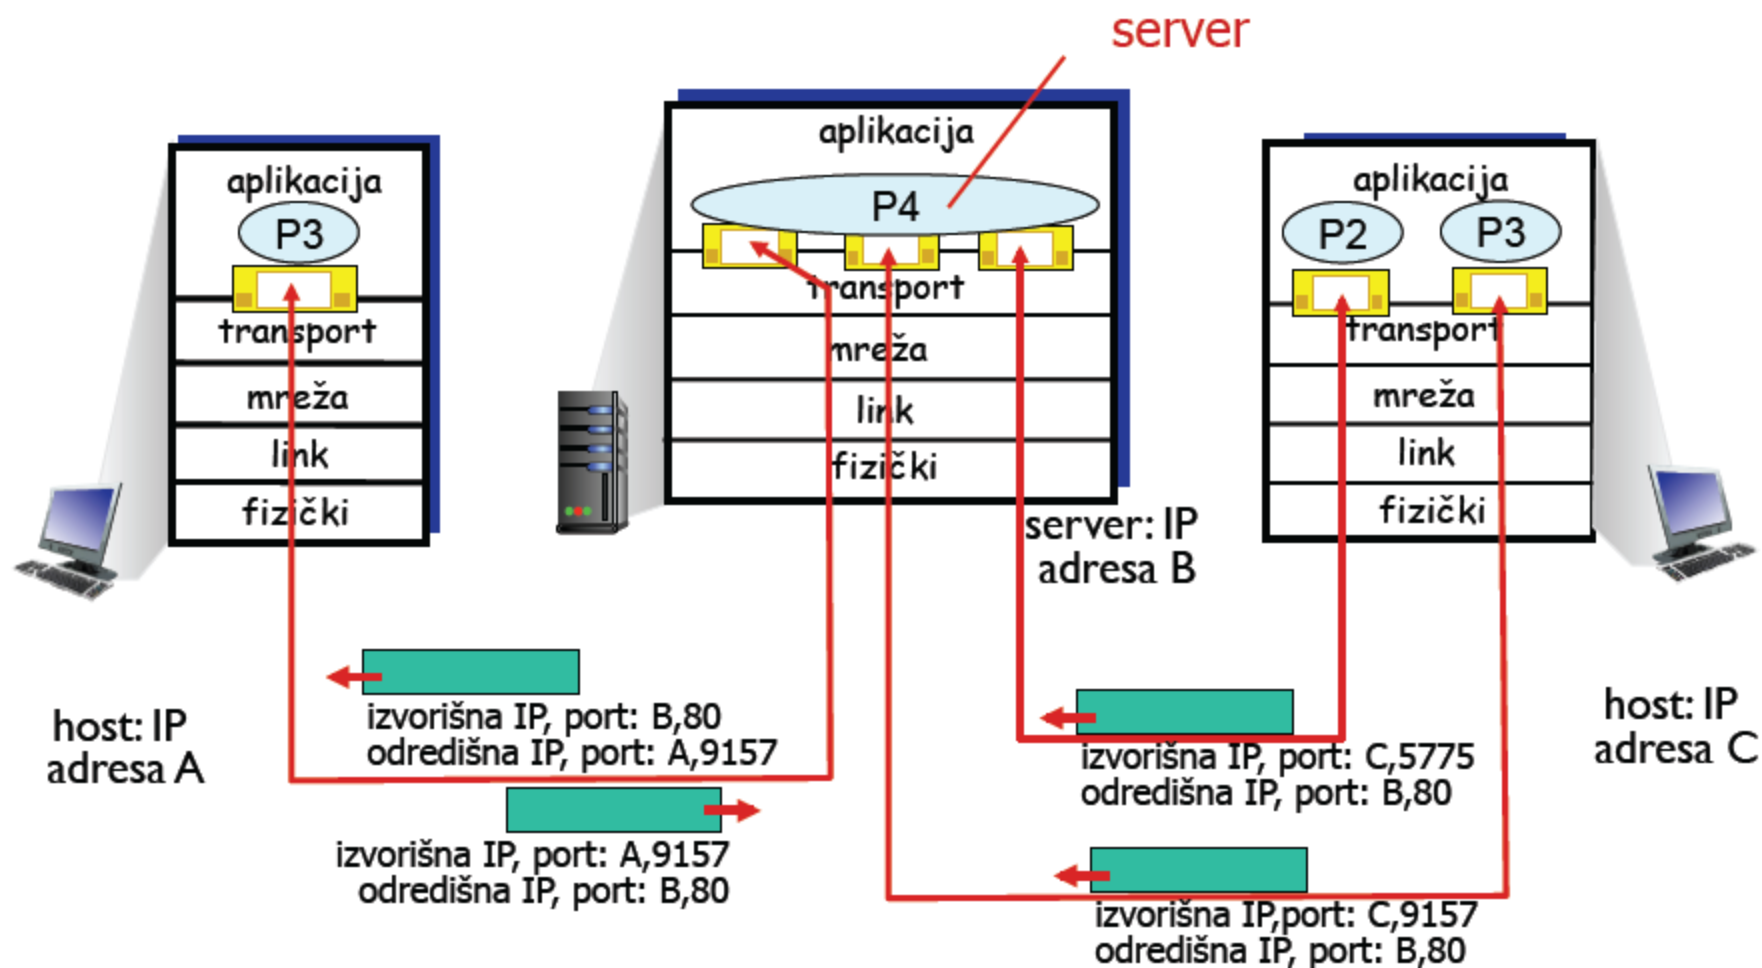 server
aplikacija
P3
transport
mreža
link
fizički
host: IP
adresa A
aplikacija
P4
transport
mreža
link
fizički
server: IP
adresa B
aplikacija
P2
P3
transport
mreža
link
fizički
host: IP
adresa C
izvorišna IP, port: B,80
odredišna IP, port: A,9157
izvorišna IP, port: A,9157
odredišna IP, port: B,80
izvorišna IP, port: C,5775
odredišna IP, port: B,80
izvorišna IP,port: C,9157
odredišna IP, port: B,80